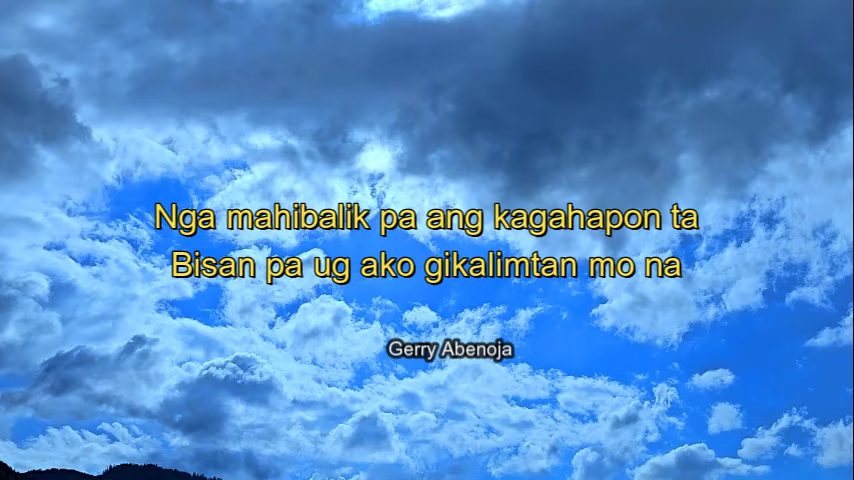 Nga mahibalik pa ang kagahapon ta
Bisan pa ug ako gikalimtan mo na
Gerry Abenoja